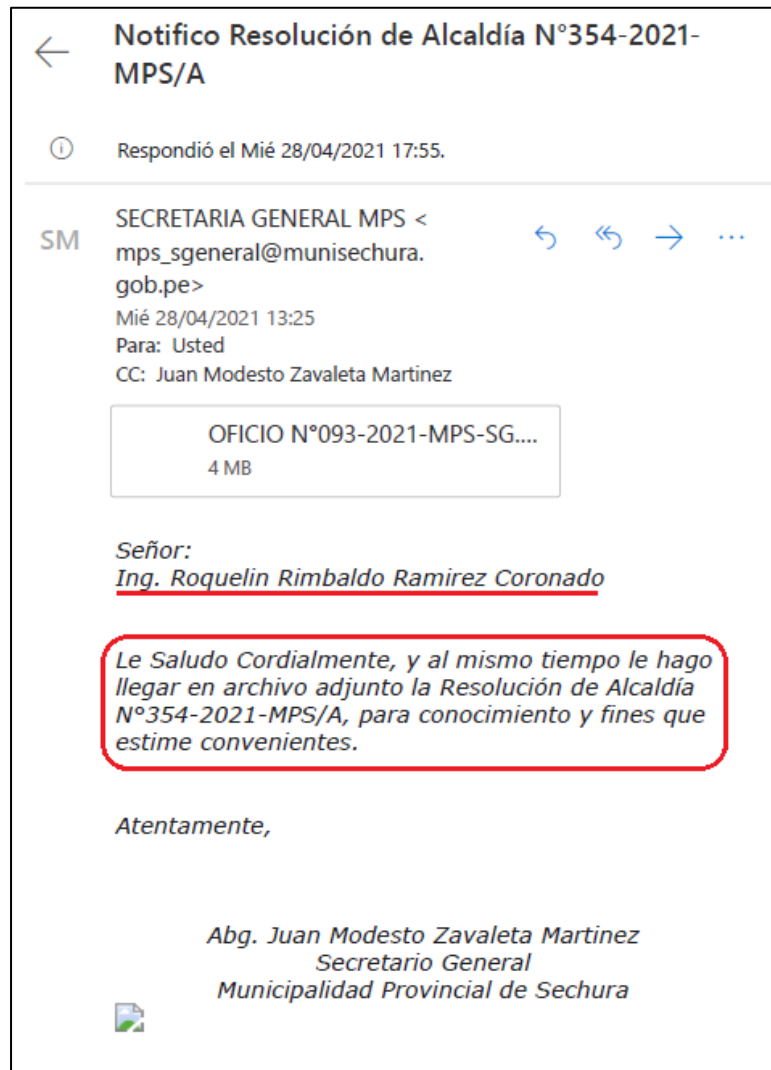 Notifico Resolución de Alcaldía N°354-2021-
MPS/A
Respondió el Mié 28/04/2021 17:55.
SM
SECRETARIA GENERAL MPS <
mps_sgeneral@munisechura.
gob.pe>
Mié 28/04/2021 13:25
Para: Usted
CC: Juan Modesto Zavaleta Martinez
OFICIO N°093-2021-MPS-SG....
4 MB
Señor:
Ing. Roquelin Rimbaldo Ramirez Coronado
Le Saludo Cordialmente, y al mismo tiempo le hago
llegar en archivo adjunto la Resolución de Alcaldía
N°354-2021-MPS/A, para conocimiento y fines que
estime convenientes.
Atentamente,
Abg. Juan Modesto Zavaleta Martinez
Secretario General
Municipalidad Provincial de Sechura